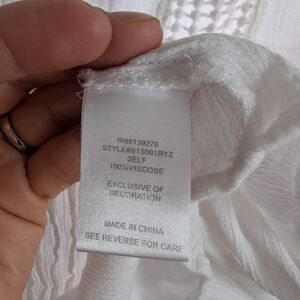 RN#139276
STYLE#B15001RYZ
SELF
100%VISCOSE
EXCLUSIVE OF
DECORATION
MADE IN CHINA
SEE REVERSE FOR CARE